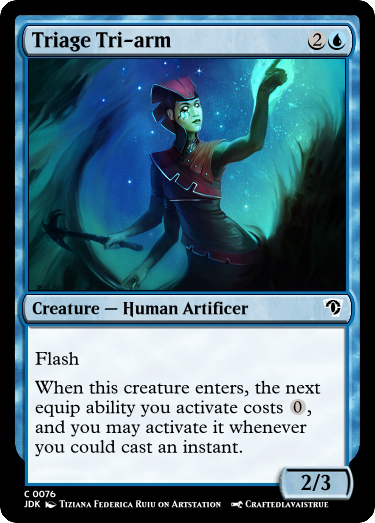 Triage Tri-arm 2
Creature — Human Artificer
Flash
When this creature enters, the next
equip ability you activate costs 0,
and you may activate it whenever
you could cast an instant.
2/3
C 0076
JDK Tiziana Federica Ruiu on Artstation Craftedlavaistrue